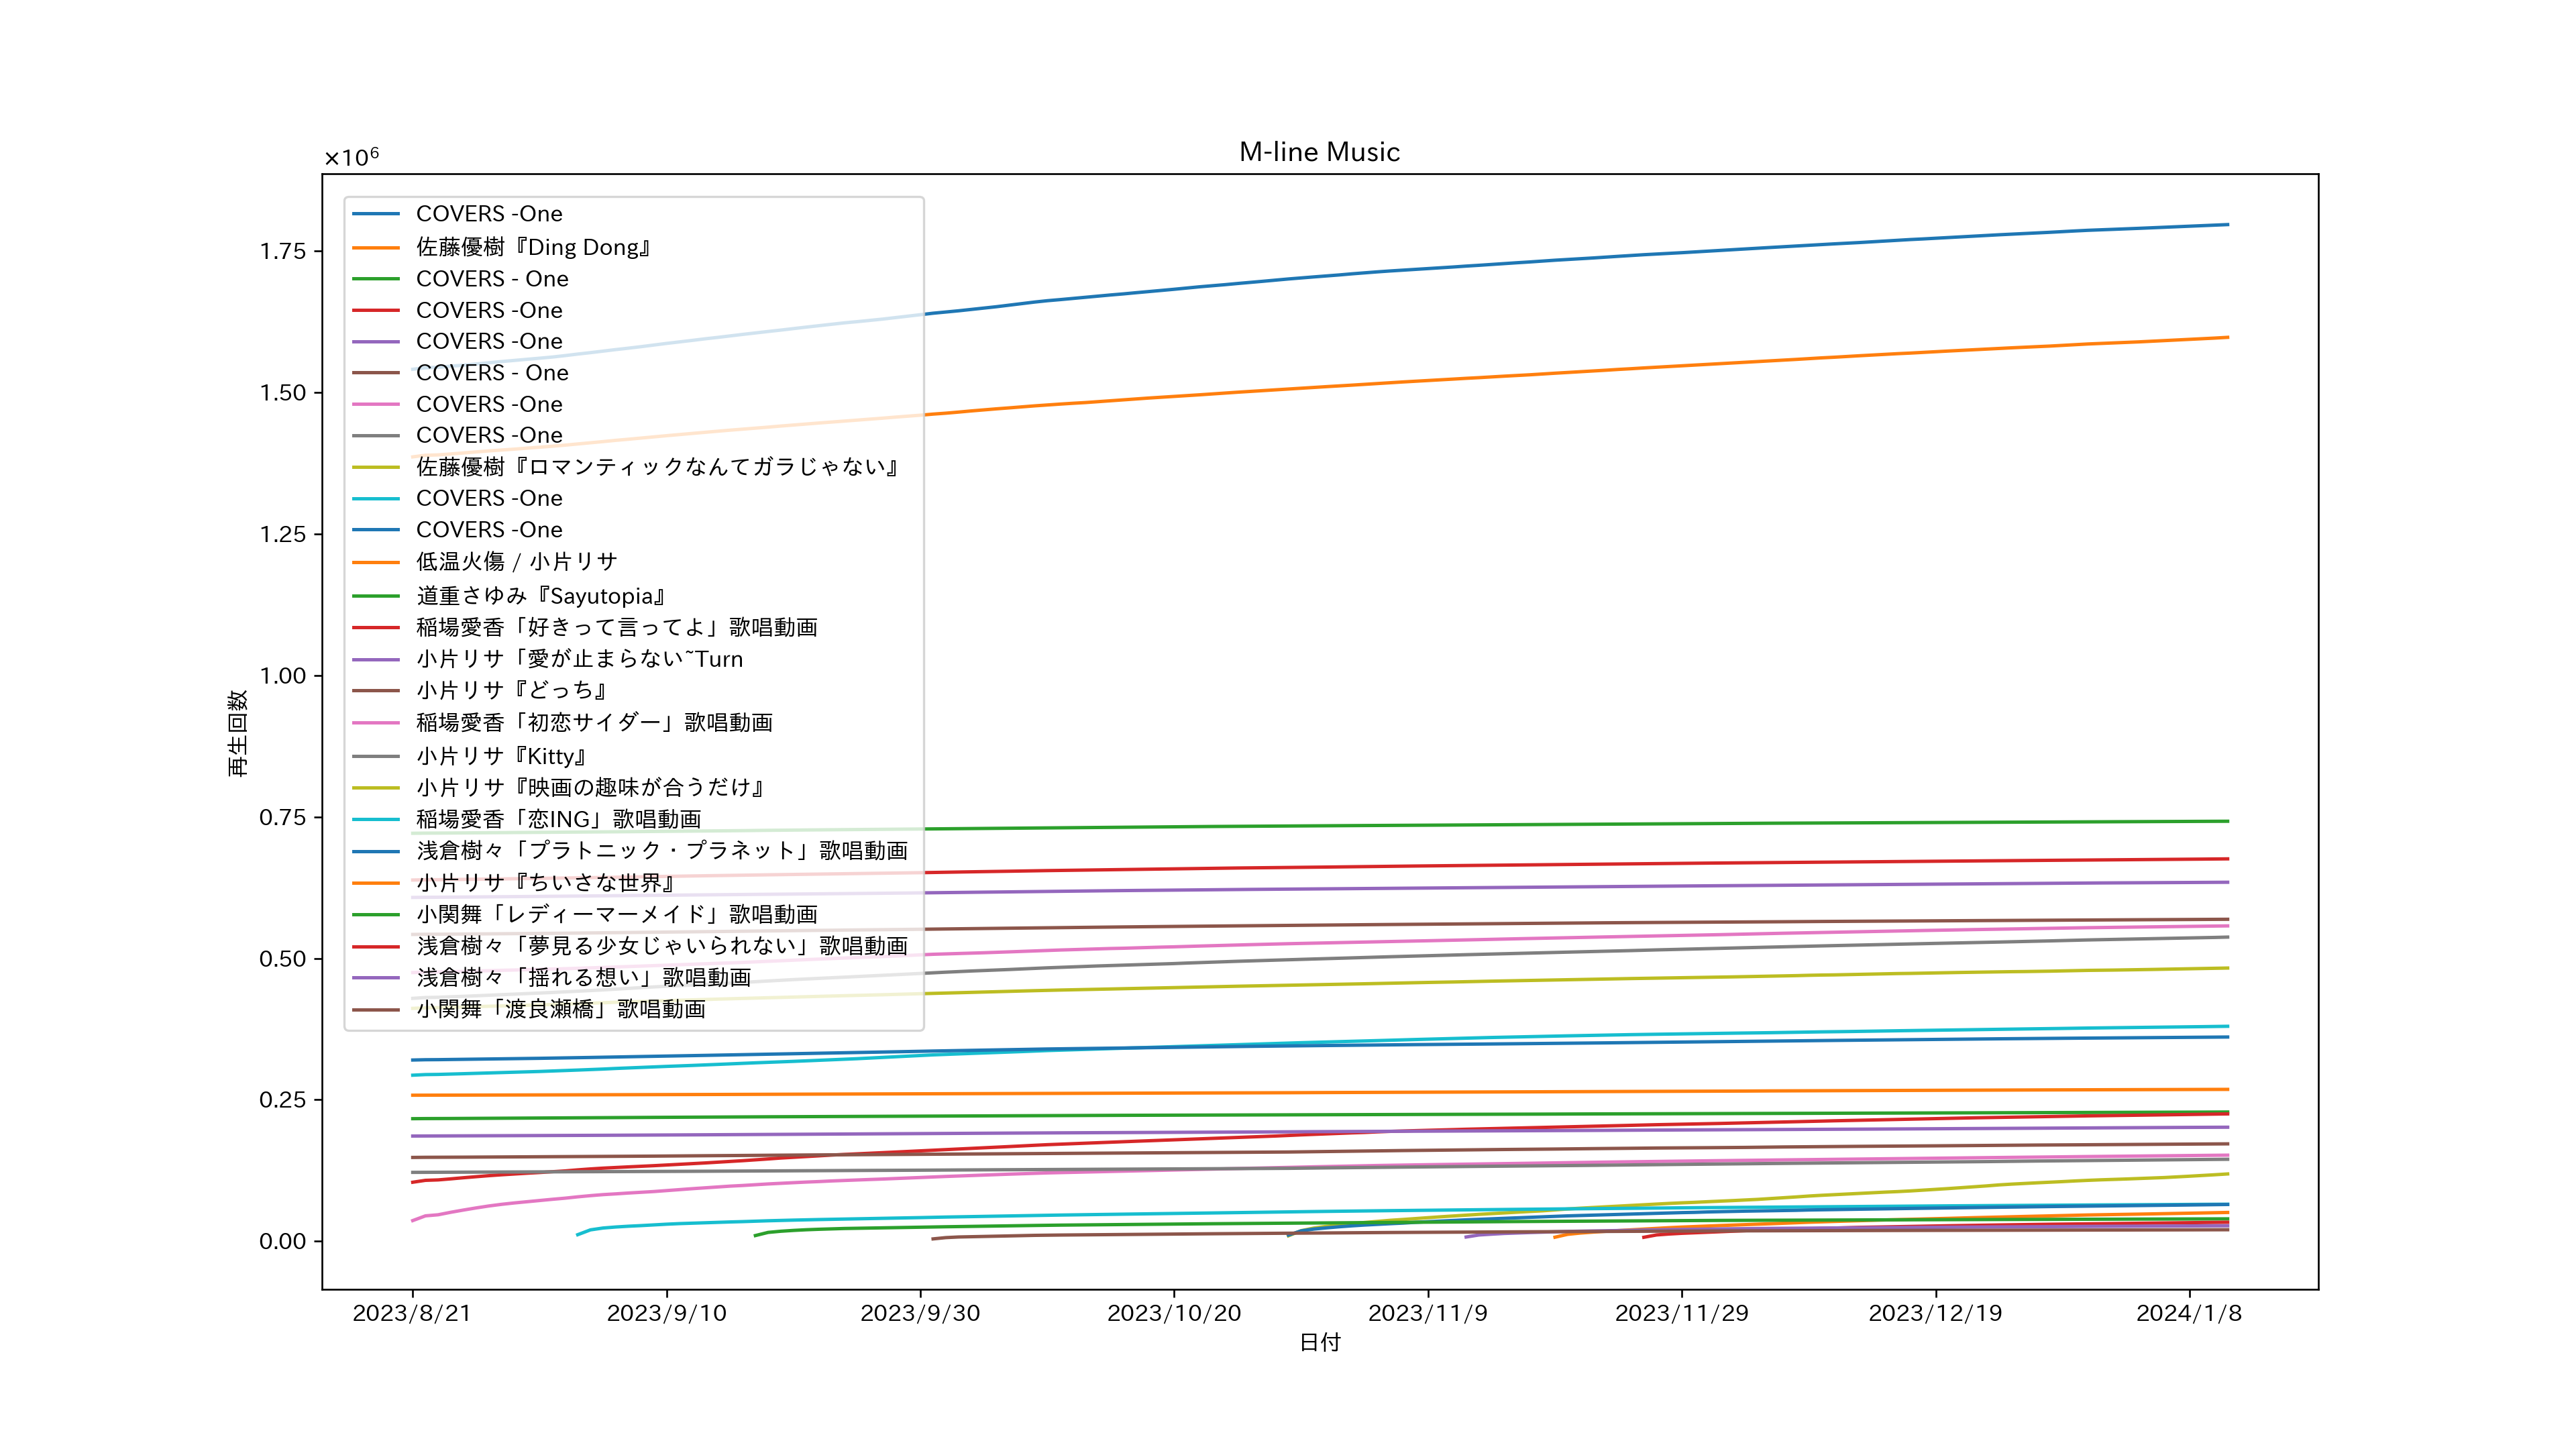 M-line Music
×10⁶
COVERS -One
佐藤優樹『Ding Dong』
COVERS - One
COVERS -One
COVERS -One
COVERS - One
COVERS -One
COVERS -One
佐藤優樹『ロマンティックなんてガラじゃない』
COVERS -One
COVERS -One
低温火傷 / 小片リサ
道重さゆみ『Sayutopia』
稲場愛香「好きって言ってよ」歌唱動画
小片リサ「愛が止まらない~Turn
小片リサ『どっち』
稲場愛香「初恋サイダー」歌唱動画
小片リサ『Kitty』
小片リサ『映画の趣味が合うだけ』
稲場愛香「恋ING」歌唱動画
浅倉樹々「プラトニック・プラネット」歌唱動画
小片リサ『ちいさな世界』
小関舞「レディーマーメイド」歌唱動画
浅倉樹々「夢見る少女じゃいられない」歌唱動画
浅倉樹々「揺れる想い」歌唱動画
小関舞「渡良瀬橋」歌唱動画
1.75
1.50
1.25
1.00
0.75
0.50
0.25
0.00
再生回数
2023/8/21
2023/9/10
2023/9/30
2023/10/20
2023/11/9
2023/11/29
2023/12/19
2024/1/8
日付